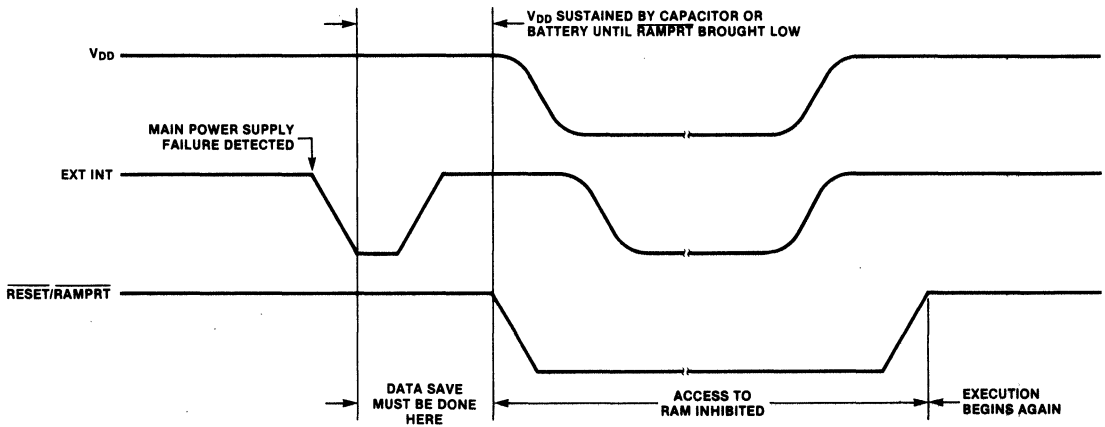 VDD SUSTAINED BY CAPACITOR OR
BATTERY UNTIL RAMPRT BROUGHT LOW
VDD
MAIN POWER SUPPLY
FAILURE DETECTED
EXT INT
RESET/RAMPRT
DATA SAVE
MUST BE DONE
HERE
ACCESS TO
RAM INHIBITED
EXECUTION
BEGINS AGAIN